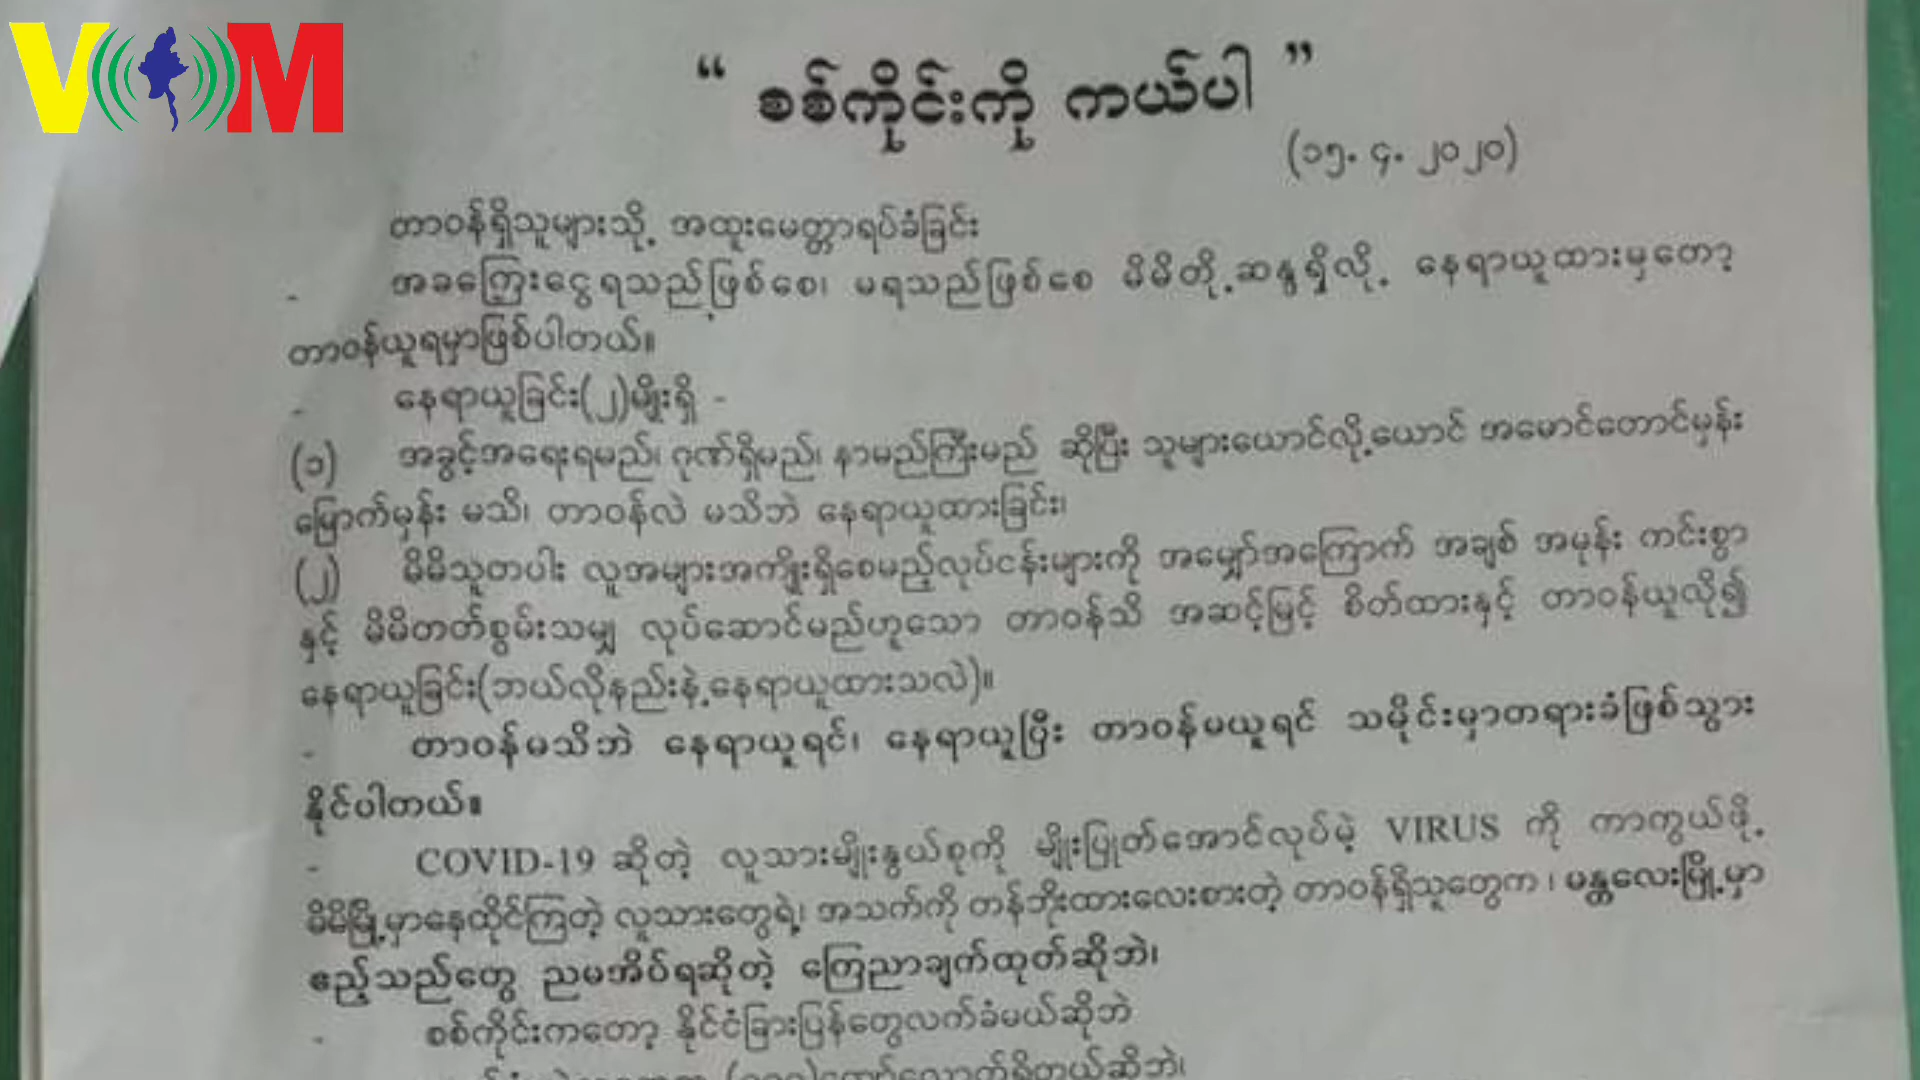 VOM
“ စစ်ကိုင်းကို ကယ်ပါ ”
(၁၅. ၄. ၂၀၂၀)
တာဝန်ရှိသူများသို့ အထူးမေတ္တာရပ်ခံခြင်း
- အခကြေးငွေရသည်ဖြစ်စေ၊ မရသည်ဖြစ်စေ မိမိတို့ဆန္ဒရှိလို့ နေရာယူထားမှတော့
တာဝန်ယူရမှာဖြစ်ပါတယ်။
- နေရာယူခြင်း(၂)မျိုးရှိ -
(၁) အခွင့်အရေးရမည်၊ ဂုဏ်ရှိမည်၊ နာမည်ကြီးမည် ဆိုပြီး သူများယောင်လို့ယောင် အမောင်တောင်မှန်း
မြောက်မှန်း မသိ၊ တာဝန်လဲ မသိဘဲ နေရာယူထားခြင်း၊
(၂) မိမိသူတပါး လူအများအကျိုးရှိစေမည့်လုပ်ငန်းများကို အမျှော်အကြောက် အချစ် အမုန်း ကင်းစွာ
နှင့် မိမိတတ်စွမ်းသမျှ လုပ်ဆောင်မည်ဟူသော တာဝန်သိ အဆင့်မြင့် စိတ်ထားနှင့် တာဝန်ယူလို၍
နေရာယူခြင်း(ဘယ်လိုနည်းနဲ့နေရာယူထားသလဲ)။
- တာဝန်မသိဘဲ နေရာယူရင်၊ နေရာယူပြီး တာဝန်မယူရင် သမိုင်းမှာတရားခံဖြစ်သွား
နိုင်ပါတယ်။
- COVID-19 ဆိုတဲ့ လူသားမျိုးနွယ်စုကို မျိုးပြုတ်အောင်လုပ်မဲ့ VIRUS ကို ကာကွယ်ဖို့
မိမိမြို့မှာနေထိုင်ကြတဲ့ လူသားတွေရဲ့၊ အသက်ကို တန်ဘိုးထားလေးစားတဲ့ တာဝန်ရှိသူတွေက ၊ မန္တလေးမြို့မှာ
ဧည့်သည်တွေ ညမအိပ်ရဆိုတဲ့ ကြေညာချက်ထုတ်ဆိုဘဲ၊
- စစ်ကိုင်းကတော့ နိုင်ငံခြားပြန်တွေလက်ခံမယ်ဆိုဘဲ